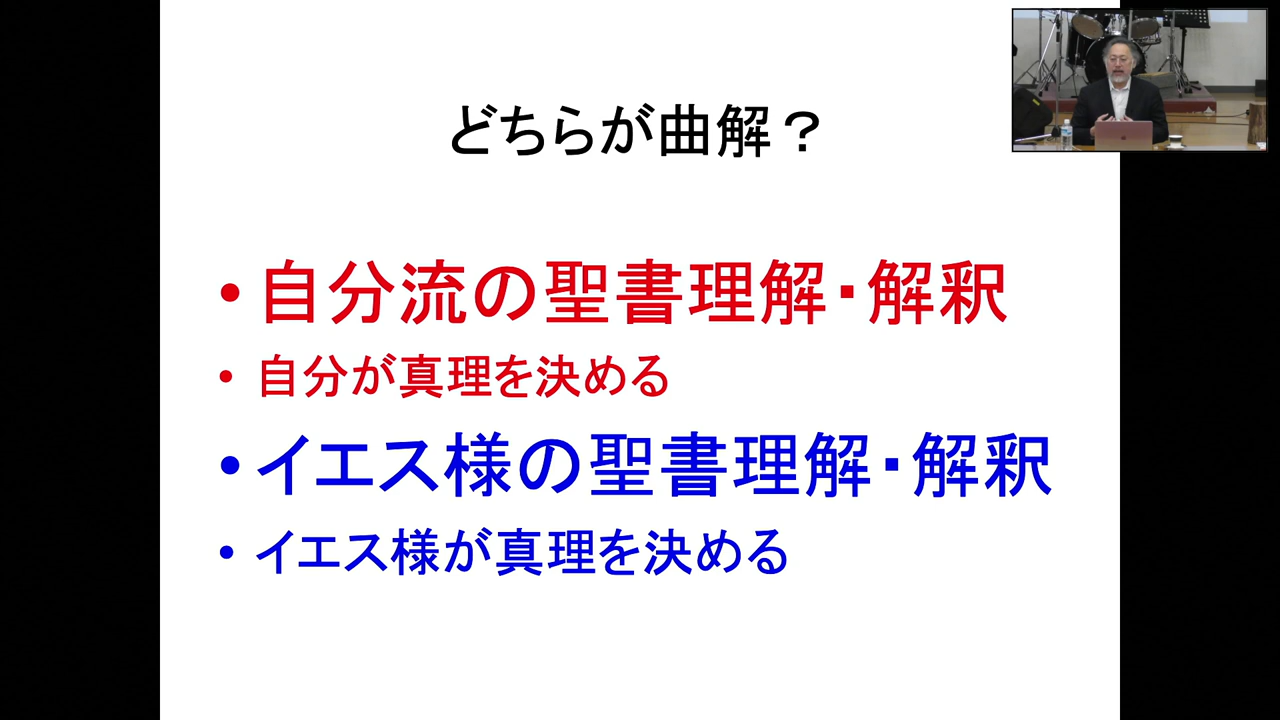 どちらが曲解？
・自分流の聖書理解・解釈
・自分が真理を決める
・イエス様の聖書理解・解釈
・イエス様が真理を決める